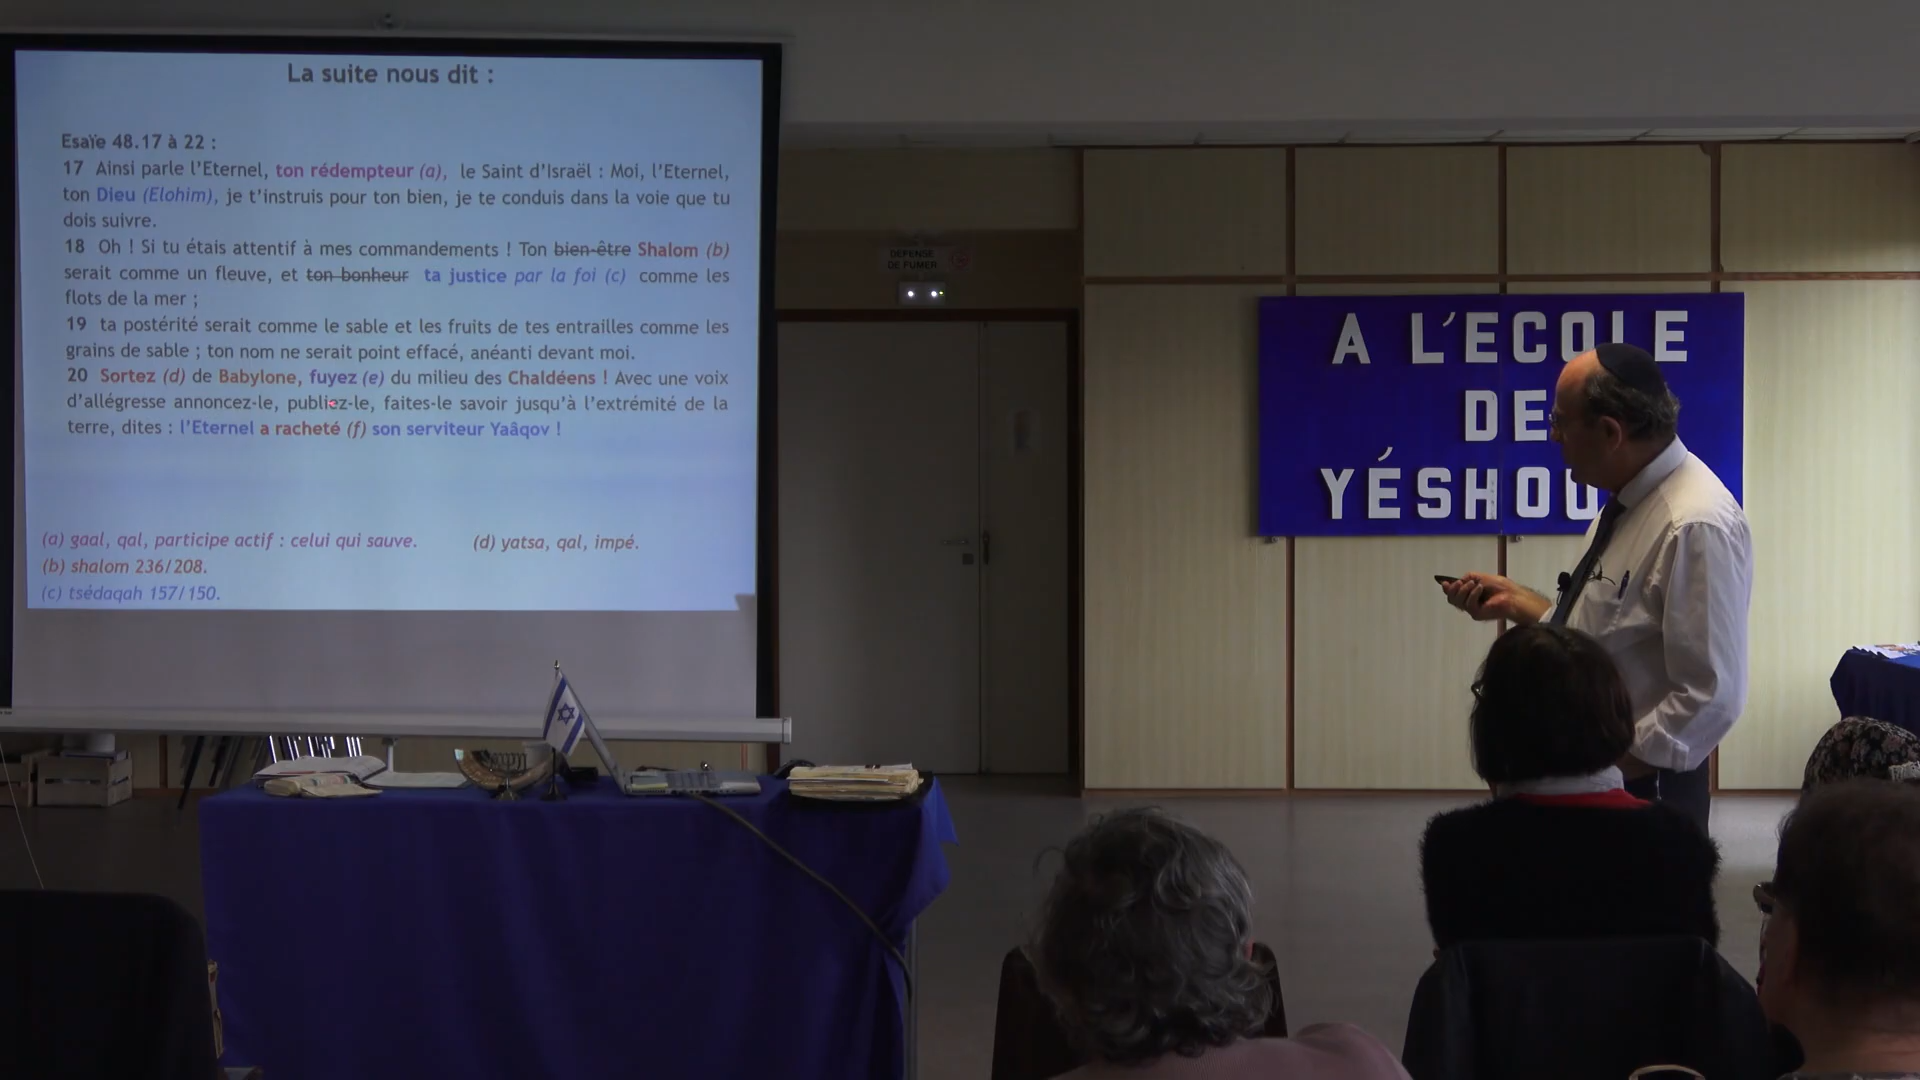 La suite nous dit :
Esaïe 48.17 à 22 :
17 Ainsi parle l'Eternel, ton rédempteur (a), le Saint d'Israël : Moi, l'Eternel,
ton Dieu (Elohim), je t'instruis pour ton bien, je te conduis dans la voie que tu
dois suivre.
18 Oh ! Si tu étais attentif à mes commandements ! Ton bien-être Shalom (b)
serait comme un fleuve, et ton bonheur ta justice par la foi (c) comme les
flots de la mer ;
19 ta postérité serait comme le sable et les fruits de tes entrailles comme les
grains de sable ; ton nom ne serait point effacé, anéanti devant moi.
20 Sortez (d) de Babylone, fuyez (e) du milieu des Chaldéens ! Avec une voix
d'allégresse annoncez-le, publiez-le, faites-le savoir jusqu'à l'extrémité de la
terre, dites : l'Eternel a racheté (f) son serviteur Yaâqov !
(a) gaal, qal, participe actif : celui qui sauve.
(d) yatsa, qal, impé.
(b) shalom 236/208.
(c) tsédaqah 157/150.
DEFENSE
DE FUMER
A L'ECOLE
DE
YÉSHOU